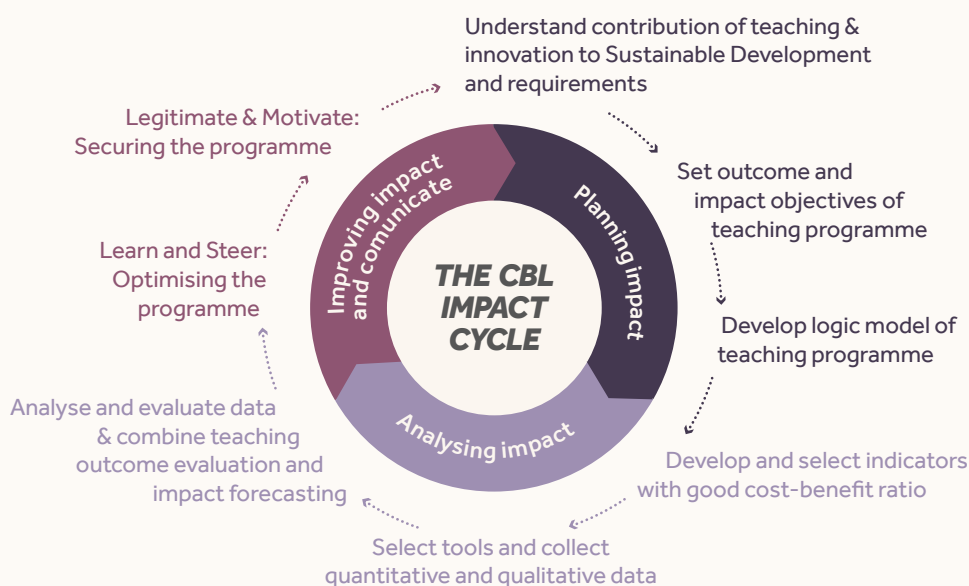 Understand contribution of teaching &
innovation to Sustainable Development
and requirements
Set outcome and
impact objectives of
teaching programme
Develop logic model of
teaching programme
Develop and select indicators
with good cost-benefit ratio
Select tools and collect
quantitative and qualitative data
Analyse and evaluate data
& combine teaching
outcome evaluation and
impact forecasting
Learn and Steer:
Optimising the
programme
Legitimate & Motivate:
Securing the programme
Planning impact
Analysing impact
Improving impact
and comunicate
THE CBL
IMPACT
CYCLE